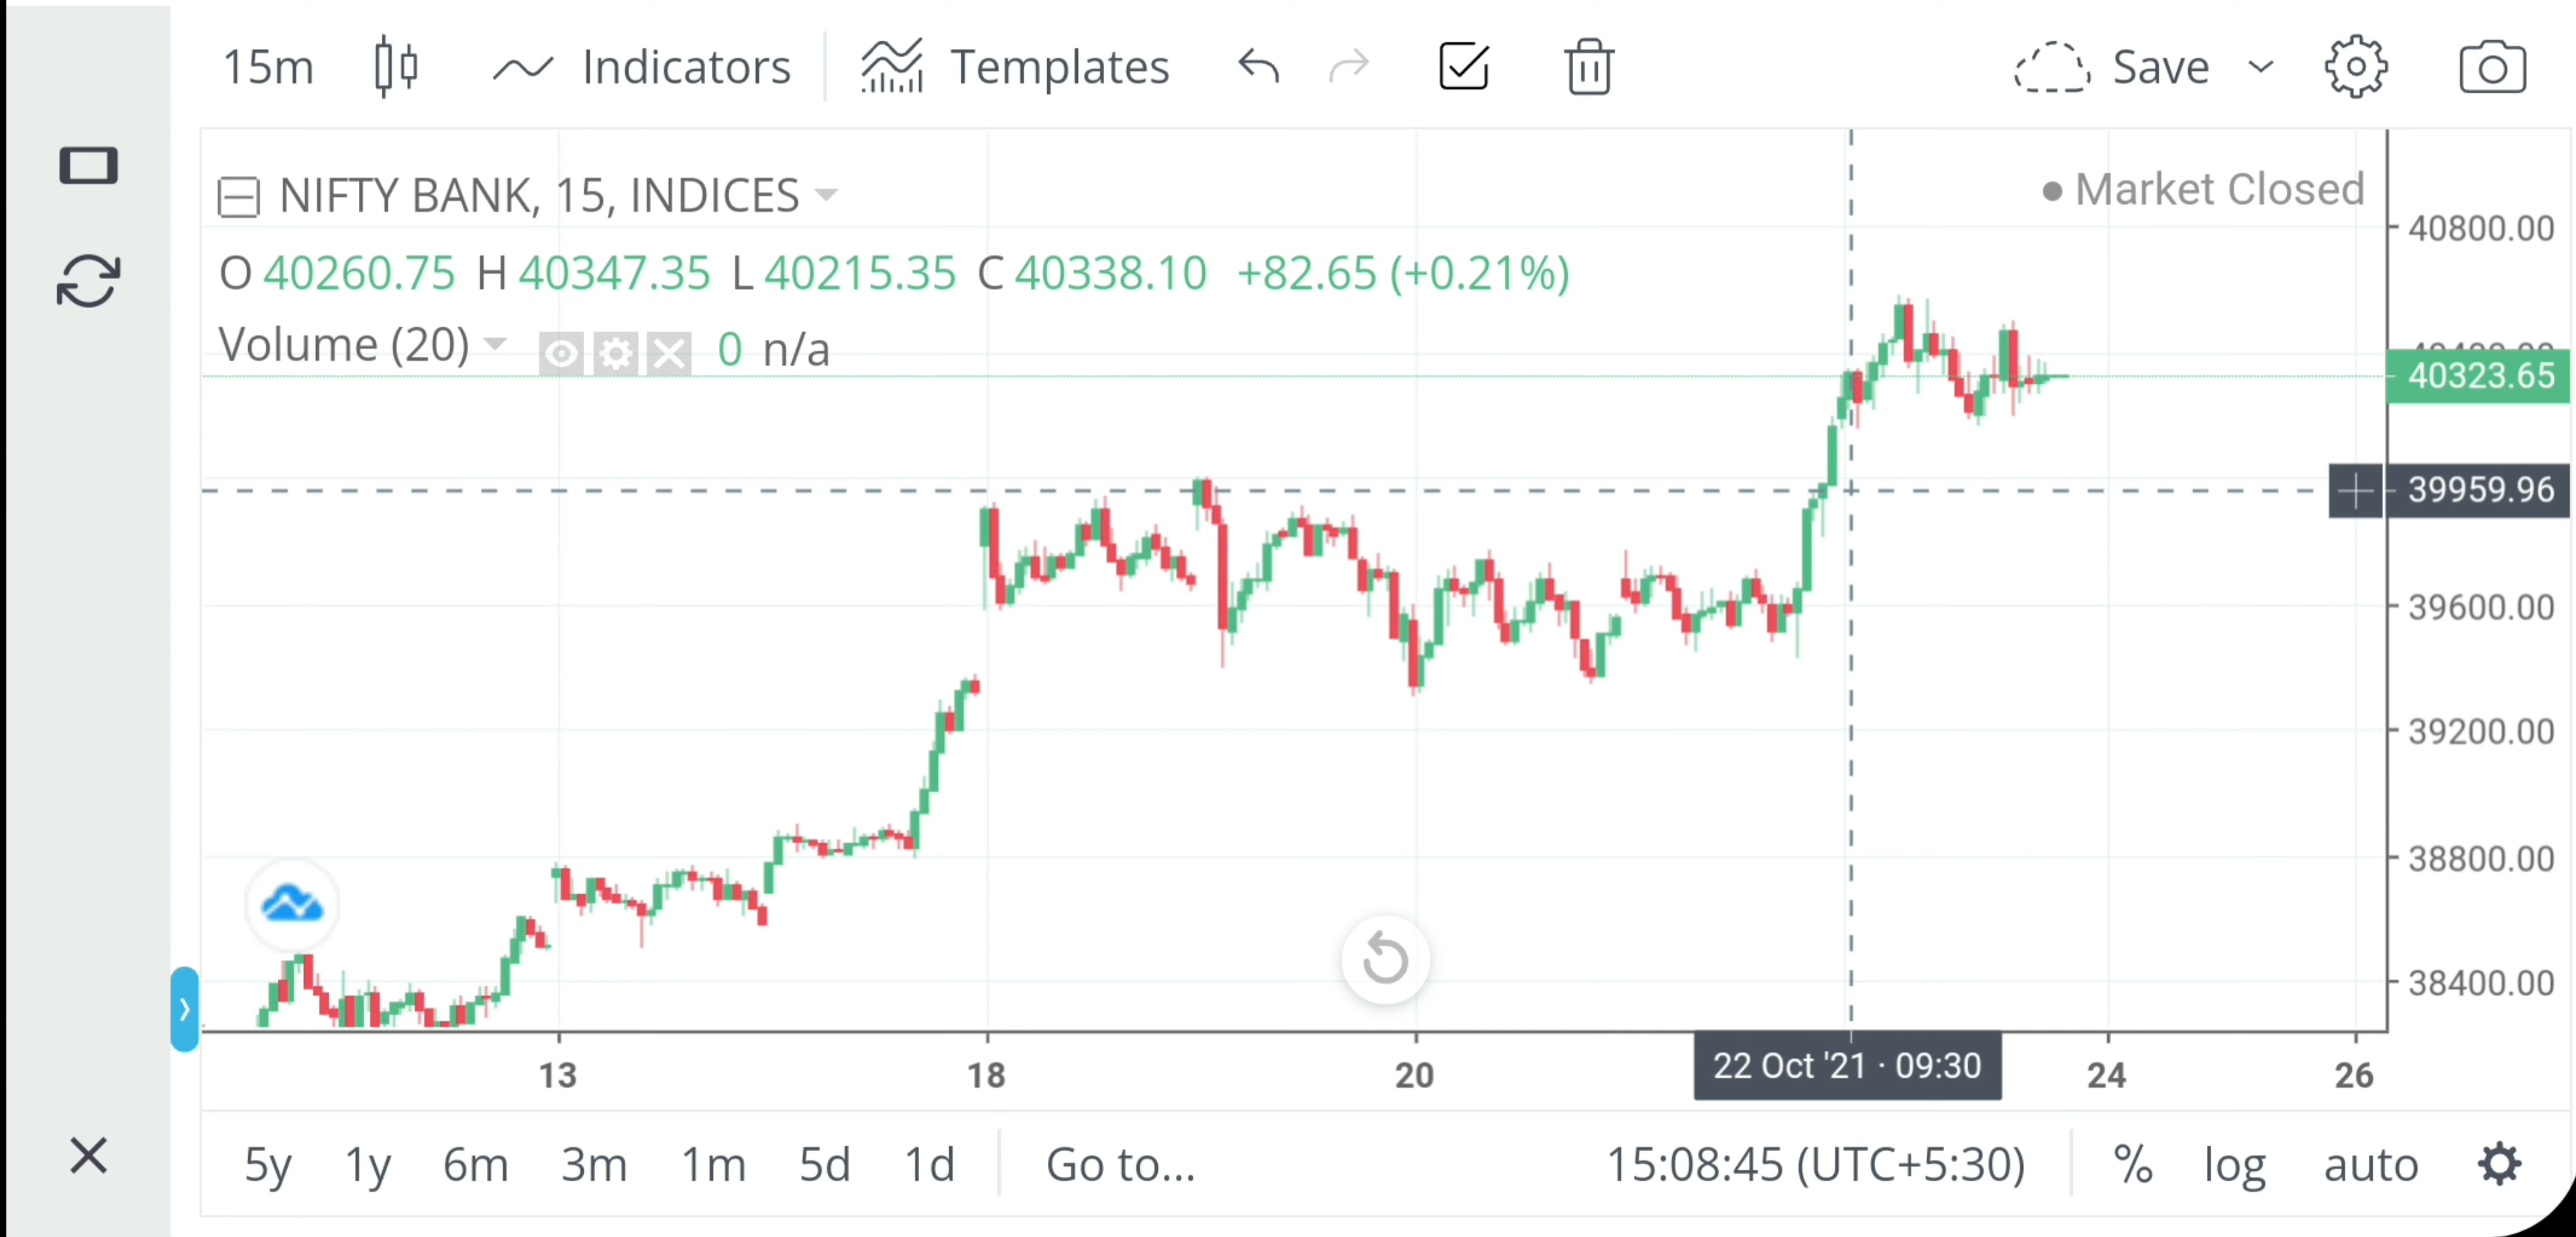 15m Indicators Templates Save
NIFTY BANK, 15, INDICES
Market Closed
O 40260.75 H 40347.35 L 40215.35 C 40338.10 +82.65 (+0.21%)
Volume (20) 0 n/a
40800.00
40323.65
39959.96
39600.00
39200.00
38800.00
38400.00
13 18 20 22 Oct '21 · 09:30 24 26
5y 1y 6m 3m 1m 5d 1d Go to... 15:08:45 (UTC+5:30) % log auto